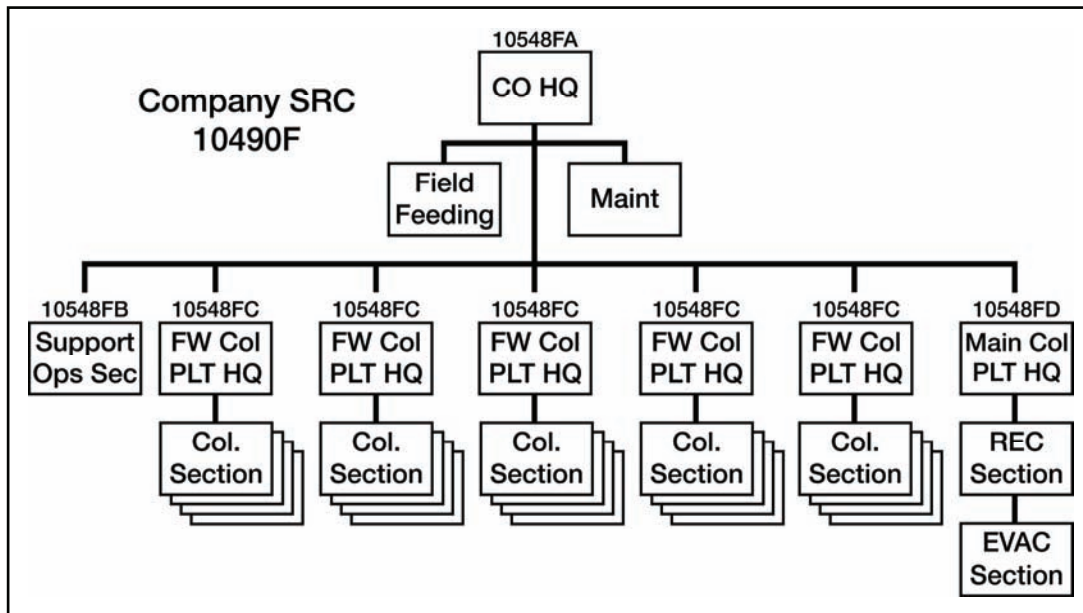 10548FA
CO HQ
Company SRC
10490F
Field
Feeding
Maint
10548FB
Support
Ops Sec
10548FC
FW Col
PLT HQ
Col.
Section
10548FC
FW Col
PLT HQ
Col.
Section
10548FC
FW Col
PLT HQ
Col.
Section
10548FC
FW Col
PLT HQ
Col.
Section
10548FC
FW Col
PLT HQ
Col.
Section
10548FD
Main Col
PLT HQ
REC
Section
EVAC
Section